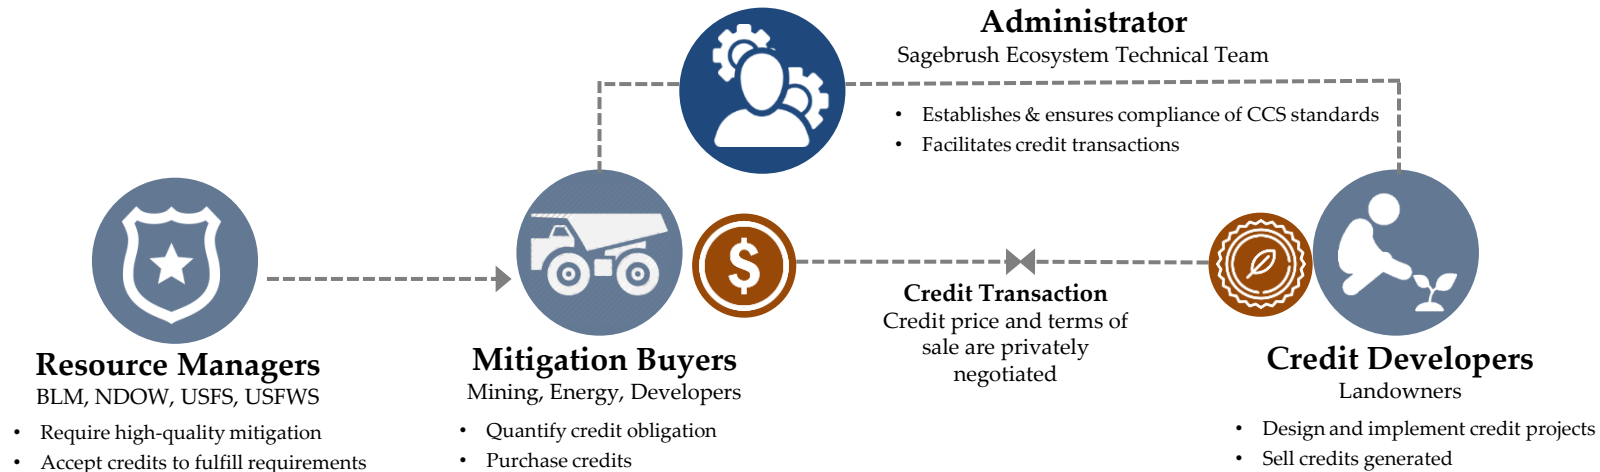 Administrator
Sagebrush Ecosystem Technical Team
• Establishes & ensures compliance of CCS standards
• Facilitates credit transactions
$
Resource Managers
BLM, NDOW, USFS, USFWS
• Require high-quality mitigation
• Accept credits to fulfill requirements
Mitigation Buyers
Mining, Energy, Developers
• Quantify credit obligation
• Purchase credits
Credit Transaction
Credit price and terms of
sale are privately
negotiated
Credit Developers
Landowners
• Design and implement credit projects
• Sell credits generated